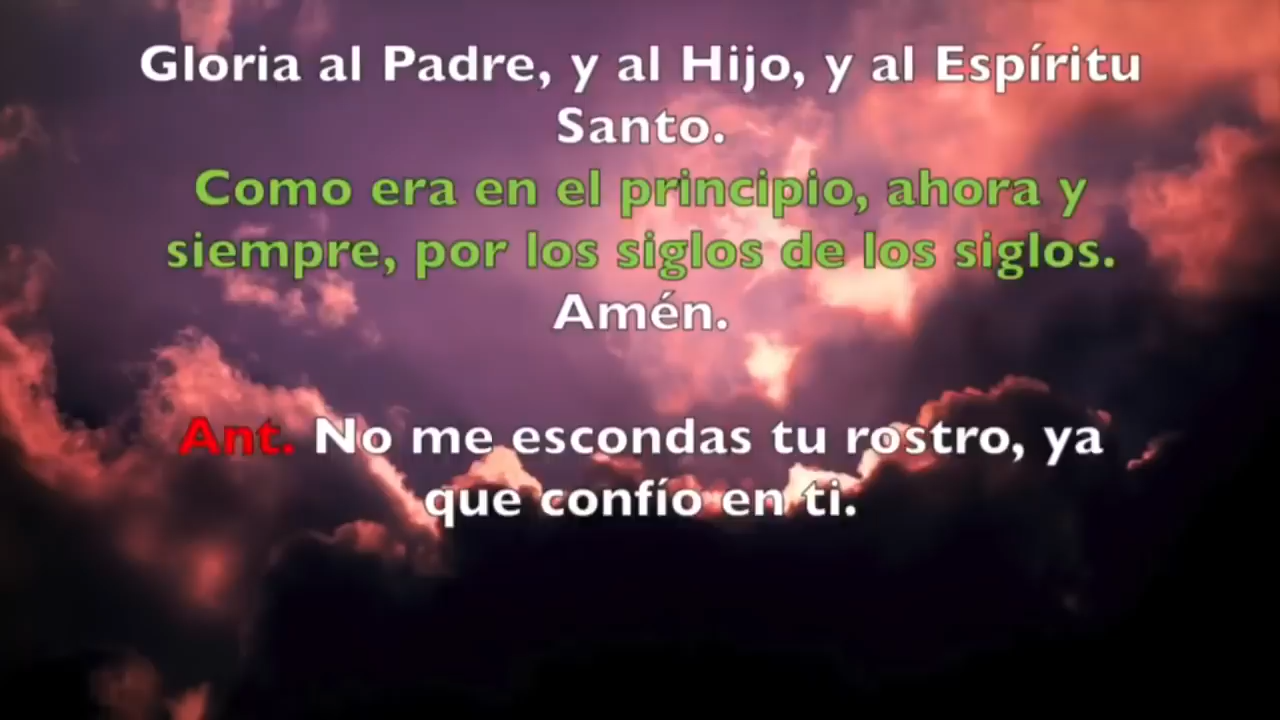 Gloria al Padre, y al Hijo, y al Espíritu
Santo.
Como era en el principio, ahora y
siempre, por los siglos de los siglos.
Amén.
Ant. No me escondas tu rostro, ya
que confío en ti.